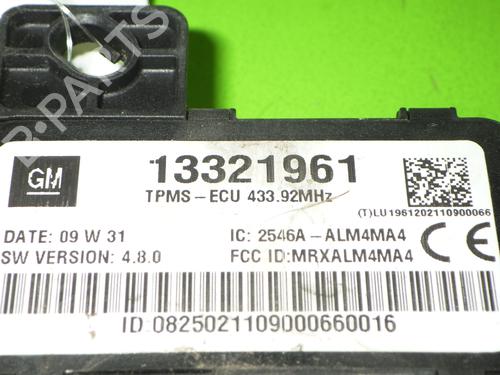 B-PARTS
GM
13321961
TPMS-ECU 433.92MHz
(T)LU1961202110900066
DATE: 09 W 31
IC: 2546A-ALM4MA4
SW VERSION: 4.8.0
FCC ID:MRXALM4MA4
CE
ID:0825021109000660016